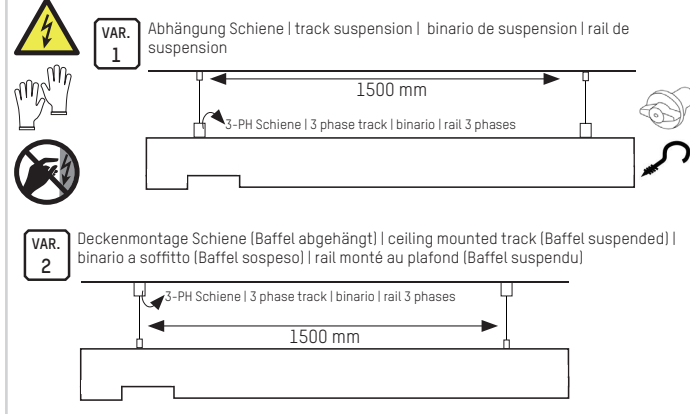 VAR.
1
Abhängung Schiene | track suspension | binario de suspension | rail de
suspension
1500 mm
3-PH Schiene | 3 phase track | binario | rail 3 phases
VAR.
2
Deckenmontage Schiene (Baffel abgehängt) | ceiling mounted track (Baffel suspended) |
binario a soffitto (Baffel sospeso) | rail monté au plafond (Baffel suspendu)
3-PH Schiene | 3 phase track | binario | rail 3 phases
1500 mm